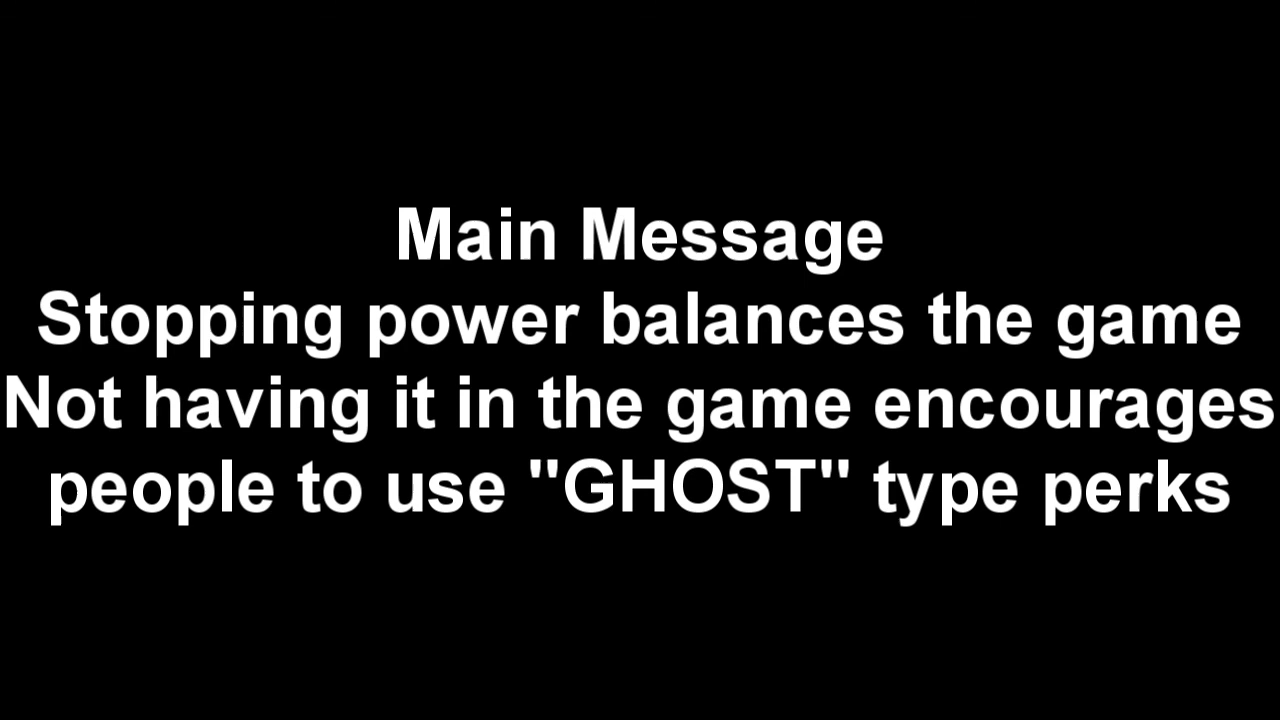 Main Message
Stopping power balances the game
Not having it in the game encourages
people to use "GHOST" type perks